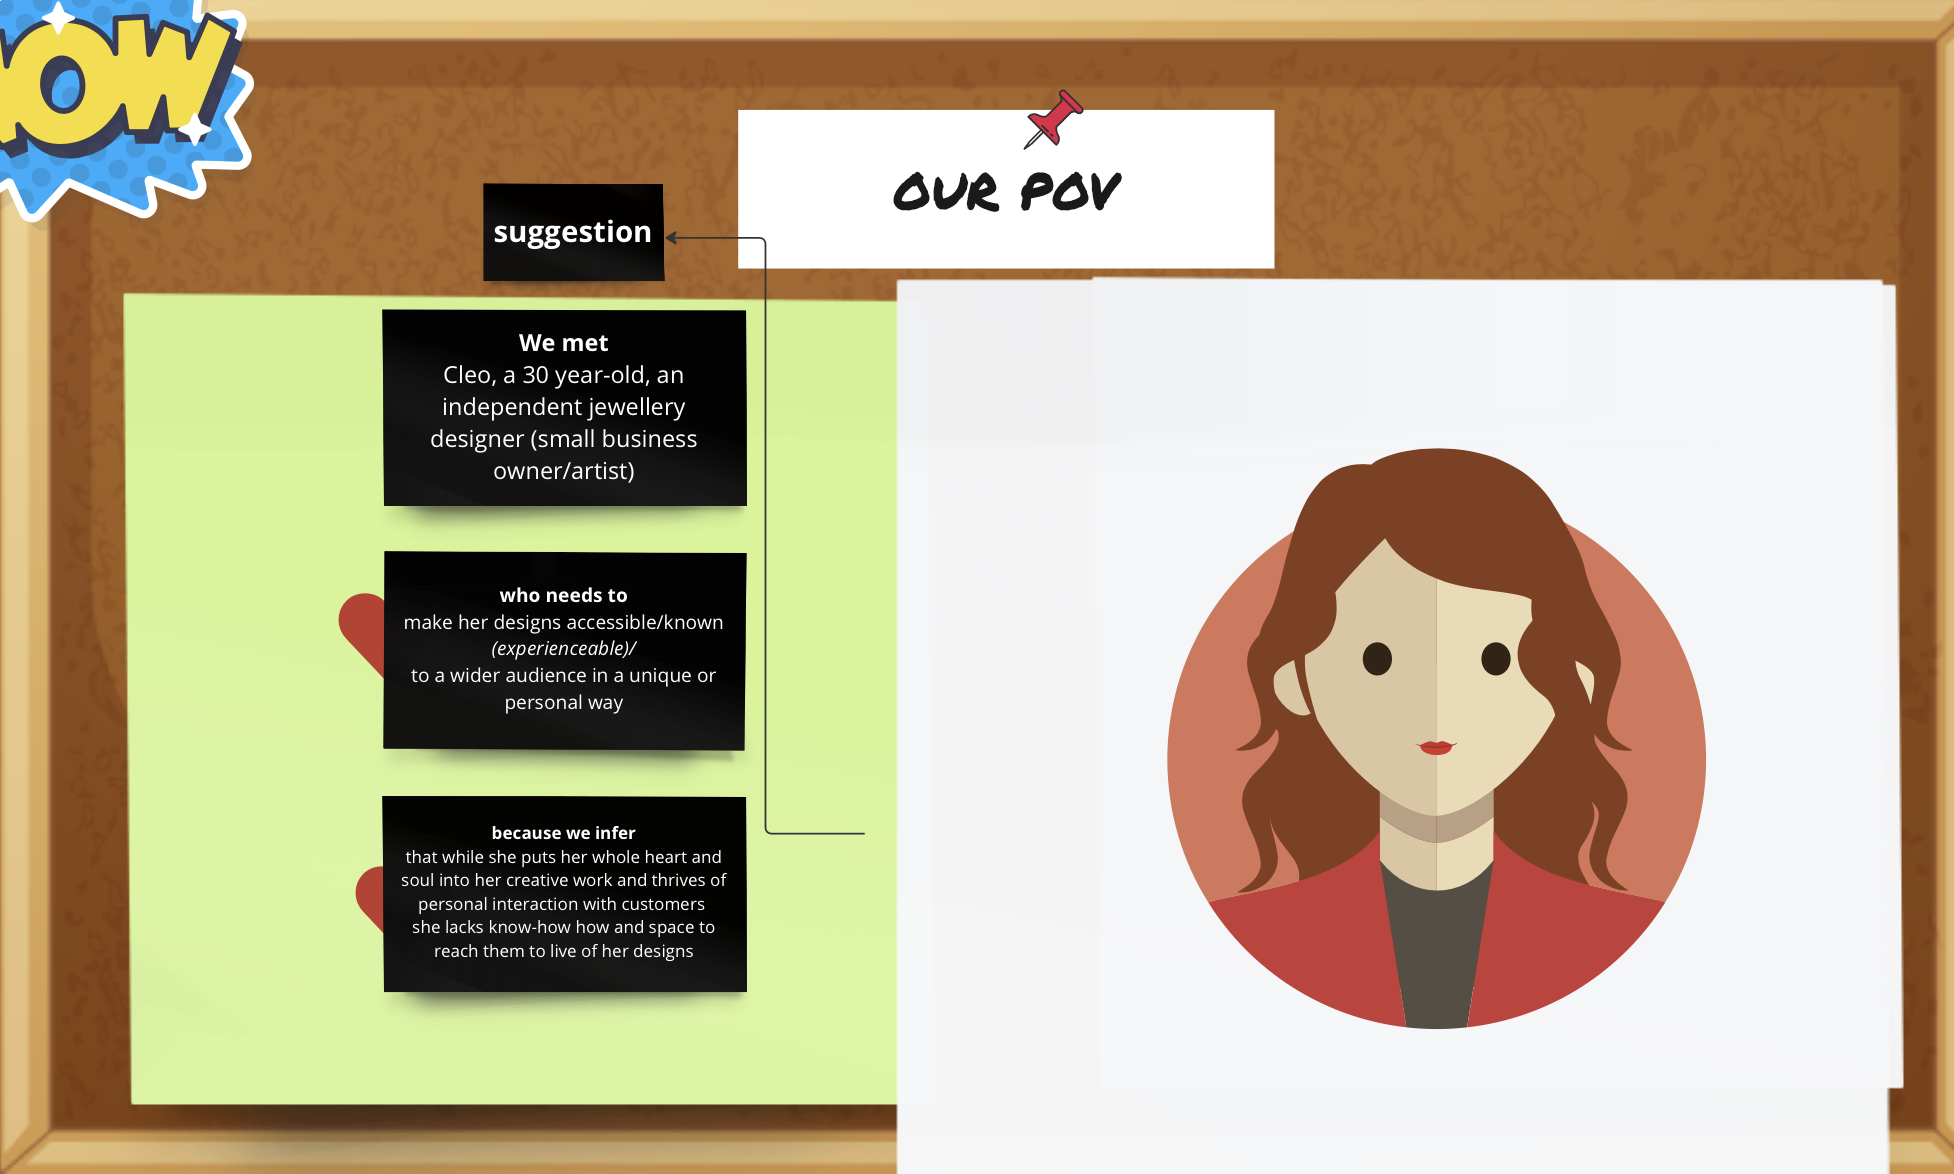 OW
OUR POV
suggestion
We met
Cleo, a 30 year-old, an
independent jewellery
designer (small business
owner/artist)
who needs to
make her designs accessible/known
(experienceable)/
to a wider audience in a unique or
personal way
because we infer
that while she puts her whole heart and
soul into her creative work and thrives of
personal interaction with customers
she lacks know-how how and space to
reach them to live of her designs